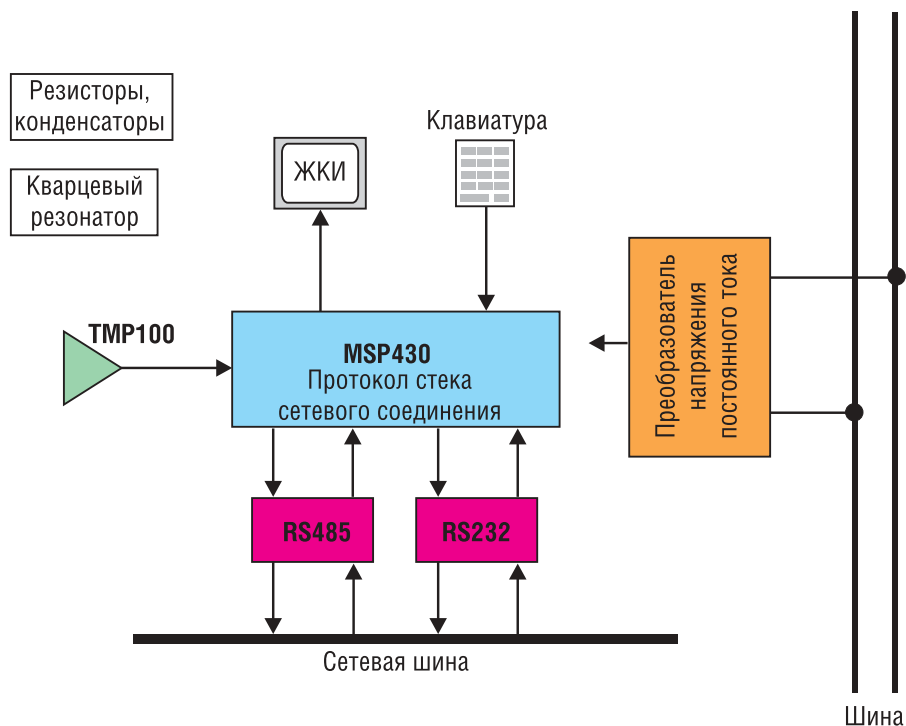 Резисторы,
конденсаторы
Кварцевый
резонатор
ЖКИ
Клавиатура
TMP100
MSP430
Протокол стека
сетевого соединения
Преобразователь
напряжения
постоянного тока
RS485
RS232
Сетевая шина
Шина